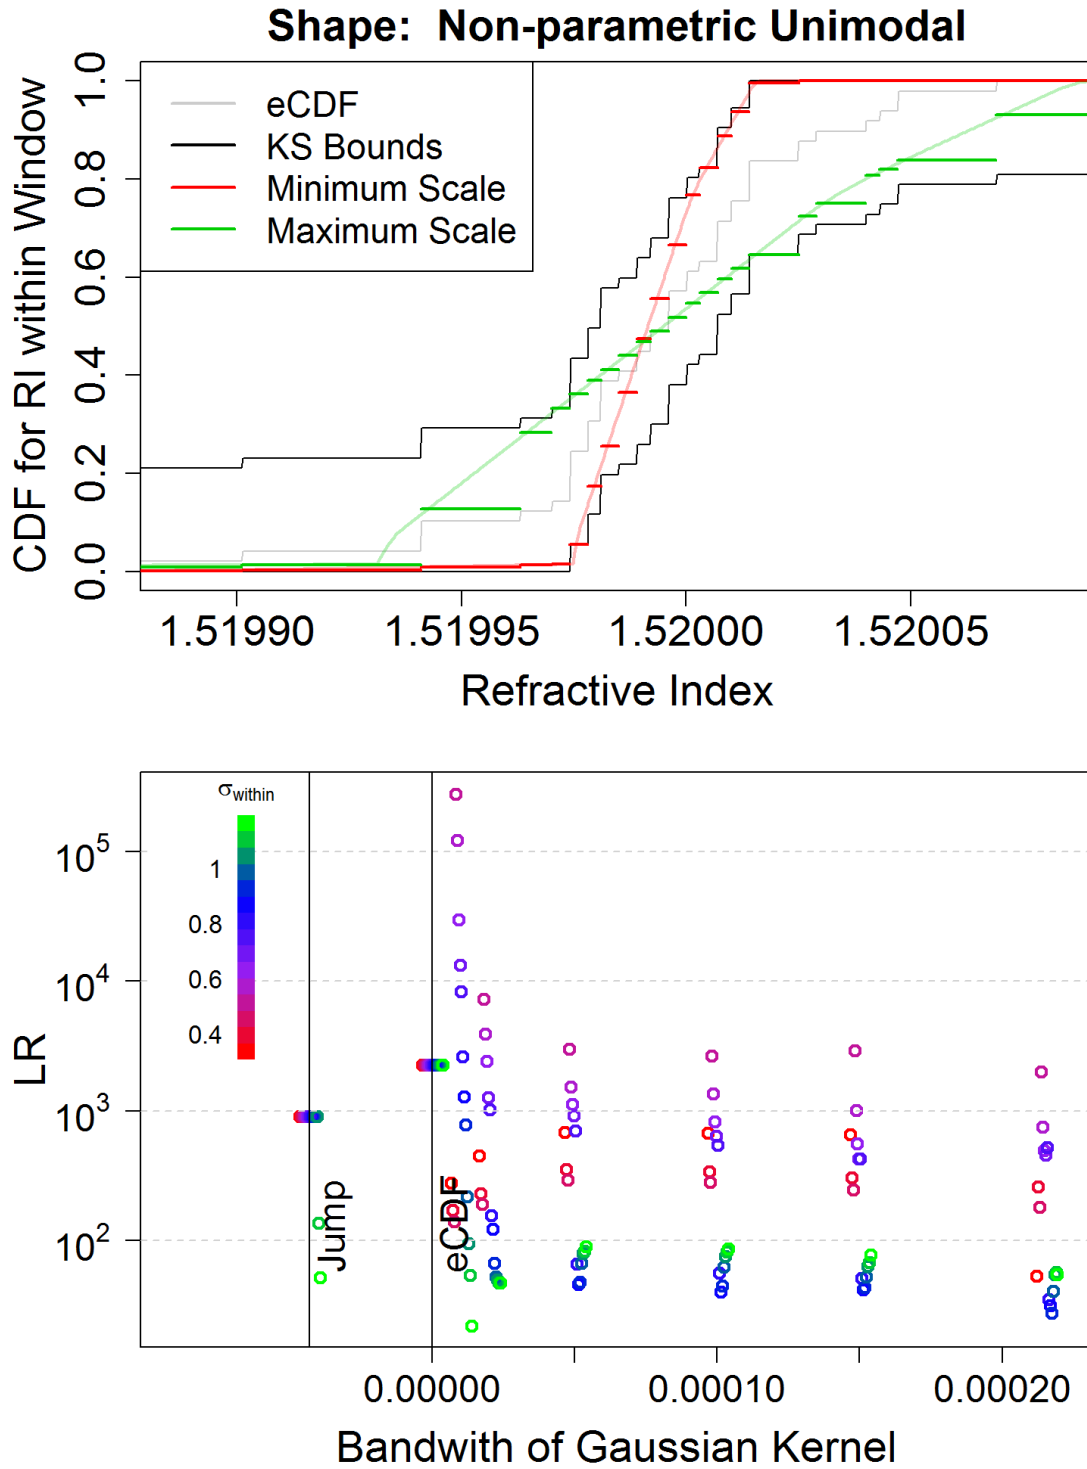 Shape: Non-parametric Unimodal
CDF for RI within Window
1.0
0.8
0.6
0.4
0.2
0.0
eCDF
KS Bounds
Minimum Scale
Maximum Scale
1.51990 1.51995 1.52000 1.52005
Refractive Index
LR
10^5
10^4
10^3
10^2
σwithin
1
0.8
0.6
0.4
Jump
eCDF
0.00000 0.00010 0.00020
Bandwith of Gaussian Kernel